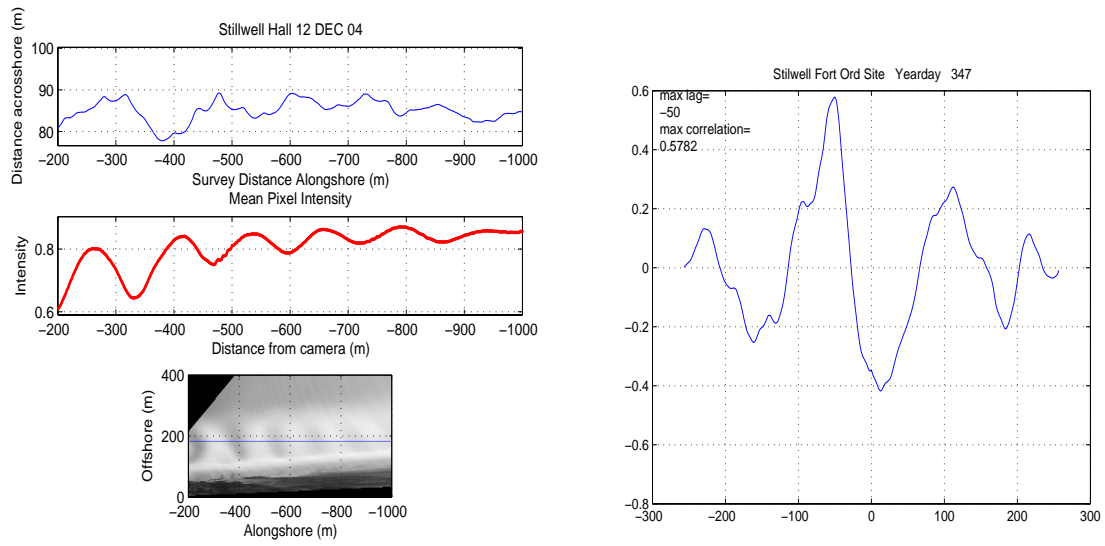 Stillwell Hall 12 DEC 04
Distance acrosshore (m)
100
90
80
−200 −300 −400 −500 −600 −700 −800 −900 −1000
Survey Distance Alongshore (m)
Mean Pixel Intensity
Intensity
0.8
0.6
−200 −300 −400 −500 −600 −700 −800 −900 −1000
Distance from camera (m)
Offshore (m)
400
200
0
−200 −400 −600 −800 −1000
Alongshore (m)
Stilwell Fort Ord Site Yearday 347
max lag=
−50
max correlation=
0.5782
0.6
0.4
0.2
0
−0.2
−0.4
−0.6
−0.8
−300 −200 −100 0 100 200 300